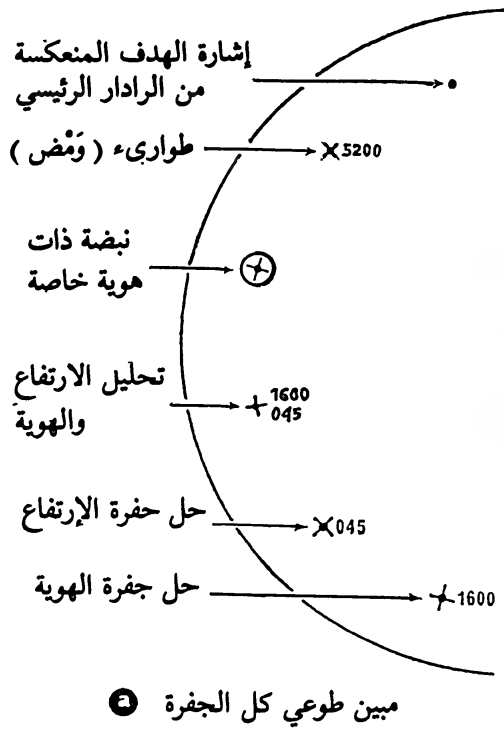 إشارة الهدف المنعكسة
من الرادار الرئيسي
طوارىء ( وَمْض )
5200
نبضة ذات
هوية خاصة
تحليل الارتفاع
والهوية
1600
045
حل حفرة الإرتفاع
045
حل جفرة الهوية
1600
مبين طوعي كل الجفرة a